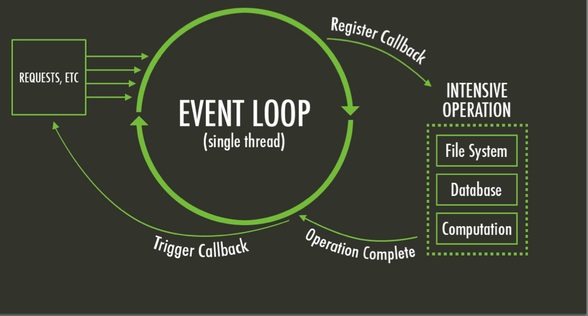 REQUESTS, ETC
EVENT LOOP
(single thread)
Register Callback
INTENSIVE
OPERATION
File System
Database
Computation
Operation Complete
Trigger Callback